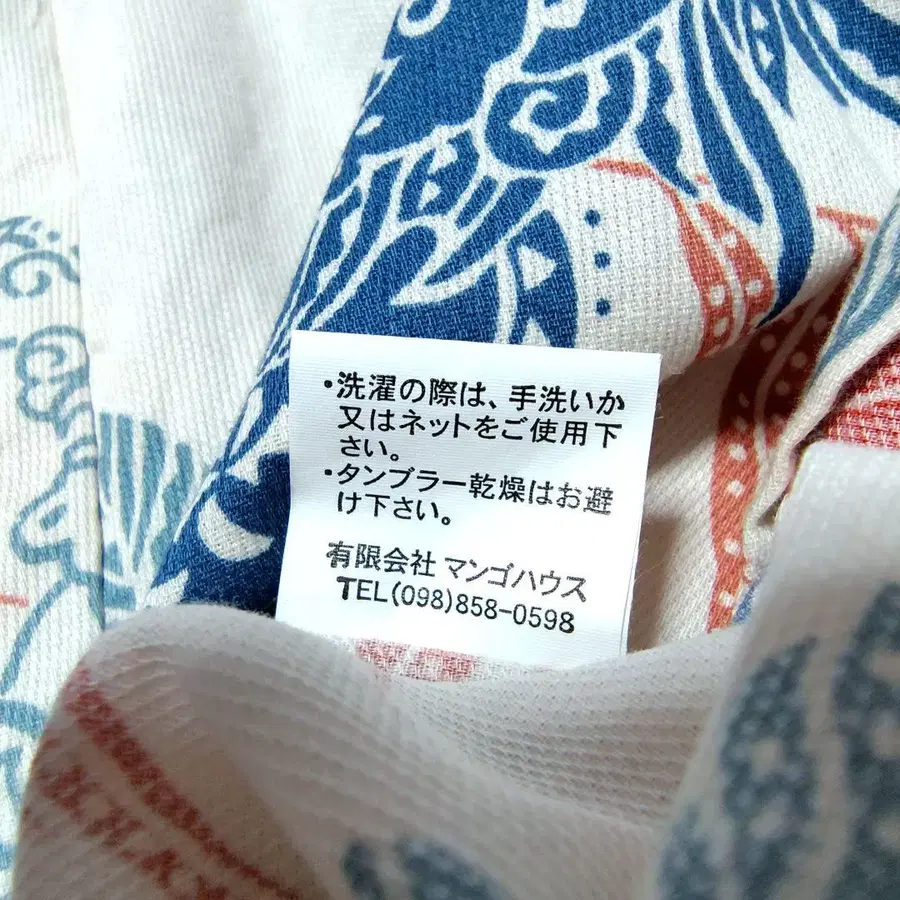 ・洗濯の際は、手洗いか
又はネットをご使用下
さい。
・タンブラー乾燥はお避
け下さい。
有限会社 マンゴハウス
TEL(098)858-0598